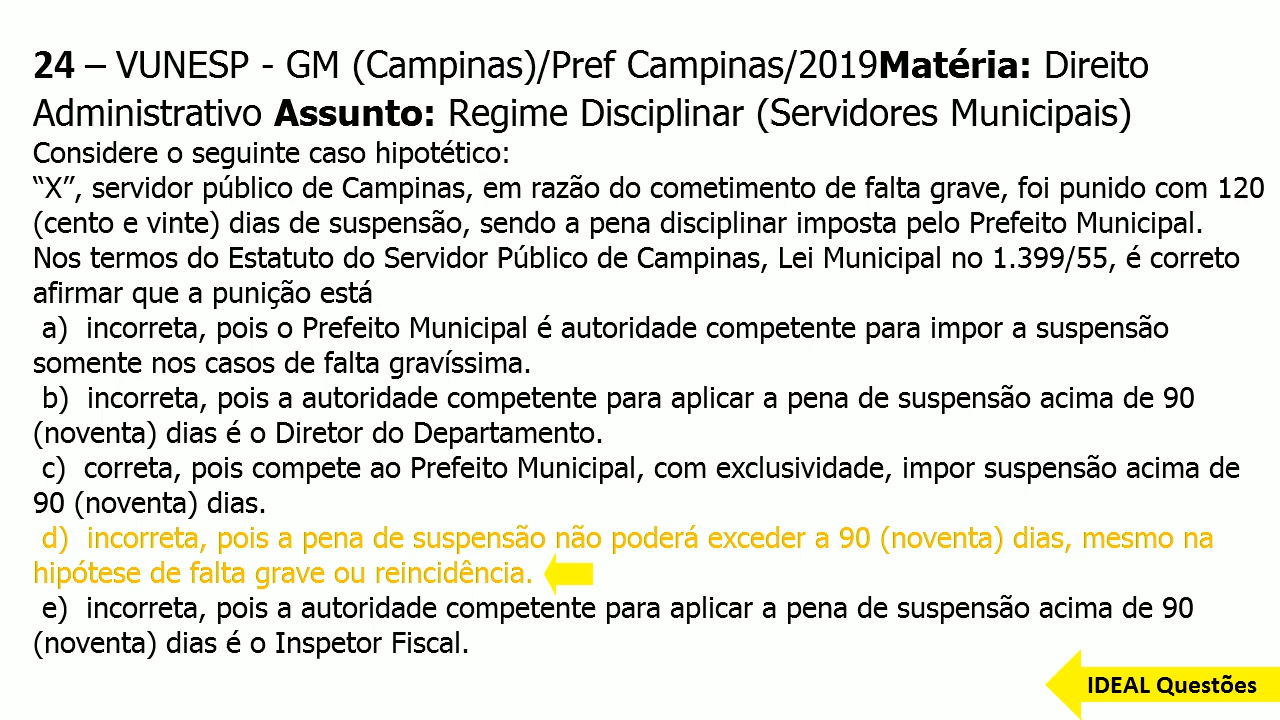 24 – VUNESP - GM (Campinas)/Pref Campinas/2019Matéria: Direito
Administrativo Assunto: Regime Disciplinar (Servidores Municipais)
Considere o seguinte caso hipotético:
“X”, servidor público de Campinas, em razão do cometimento de falta grave, foi punido com 120
(cento e vinte) dias de suspensão, sendo a pena disciplinar imposta pelo Prefeito Municipal.
Nos termos do Estatuto do Servidor Público de Campinas, Lei Municipal no 1.399/55, é correto
afirmar que a punição está
a) incorreta, pois o Prefeito Municipal é autoridade competente para impor a suspensão
somente nos casos de falta gravíssima.
b) incorreta, pois a autoridade competente para aplicar a pena de suspensão acima de 90
(noventa) dias é o Diretor do Departamento.
c) correta, pois compete ao Prefeito Municipal, com exclusividade, impor suspensão acima de
90 (noventa) dias.
d) incorreta, pois a pena de suspensão não poderá exceder a 90 (noventa) dias, mesmo na
hipótese de falta grave ou reincidência.
e) incorreta, pois a autoridade competente para aplicar a pena de suspensão acima de 90
(noventa) dias é o Inspetor Fiscal.
IDEAL Questões